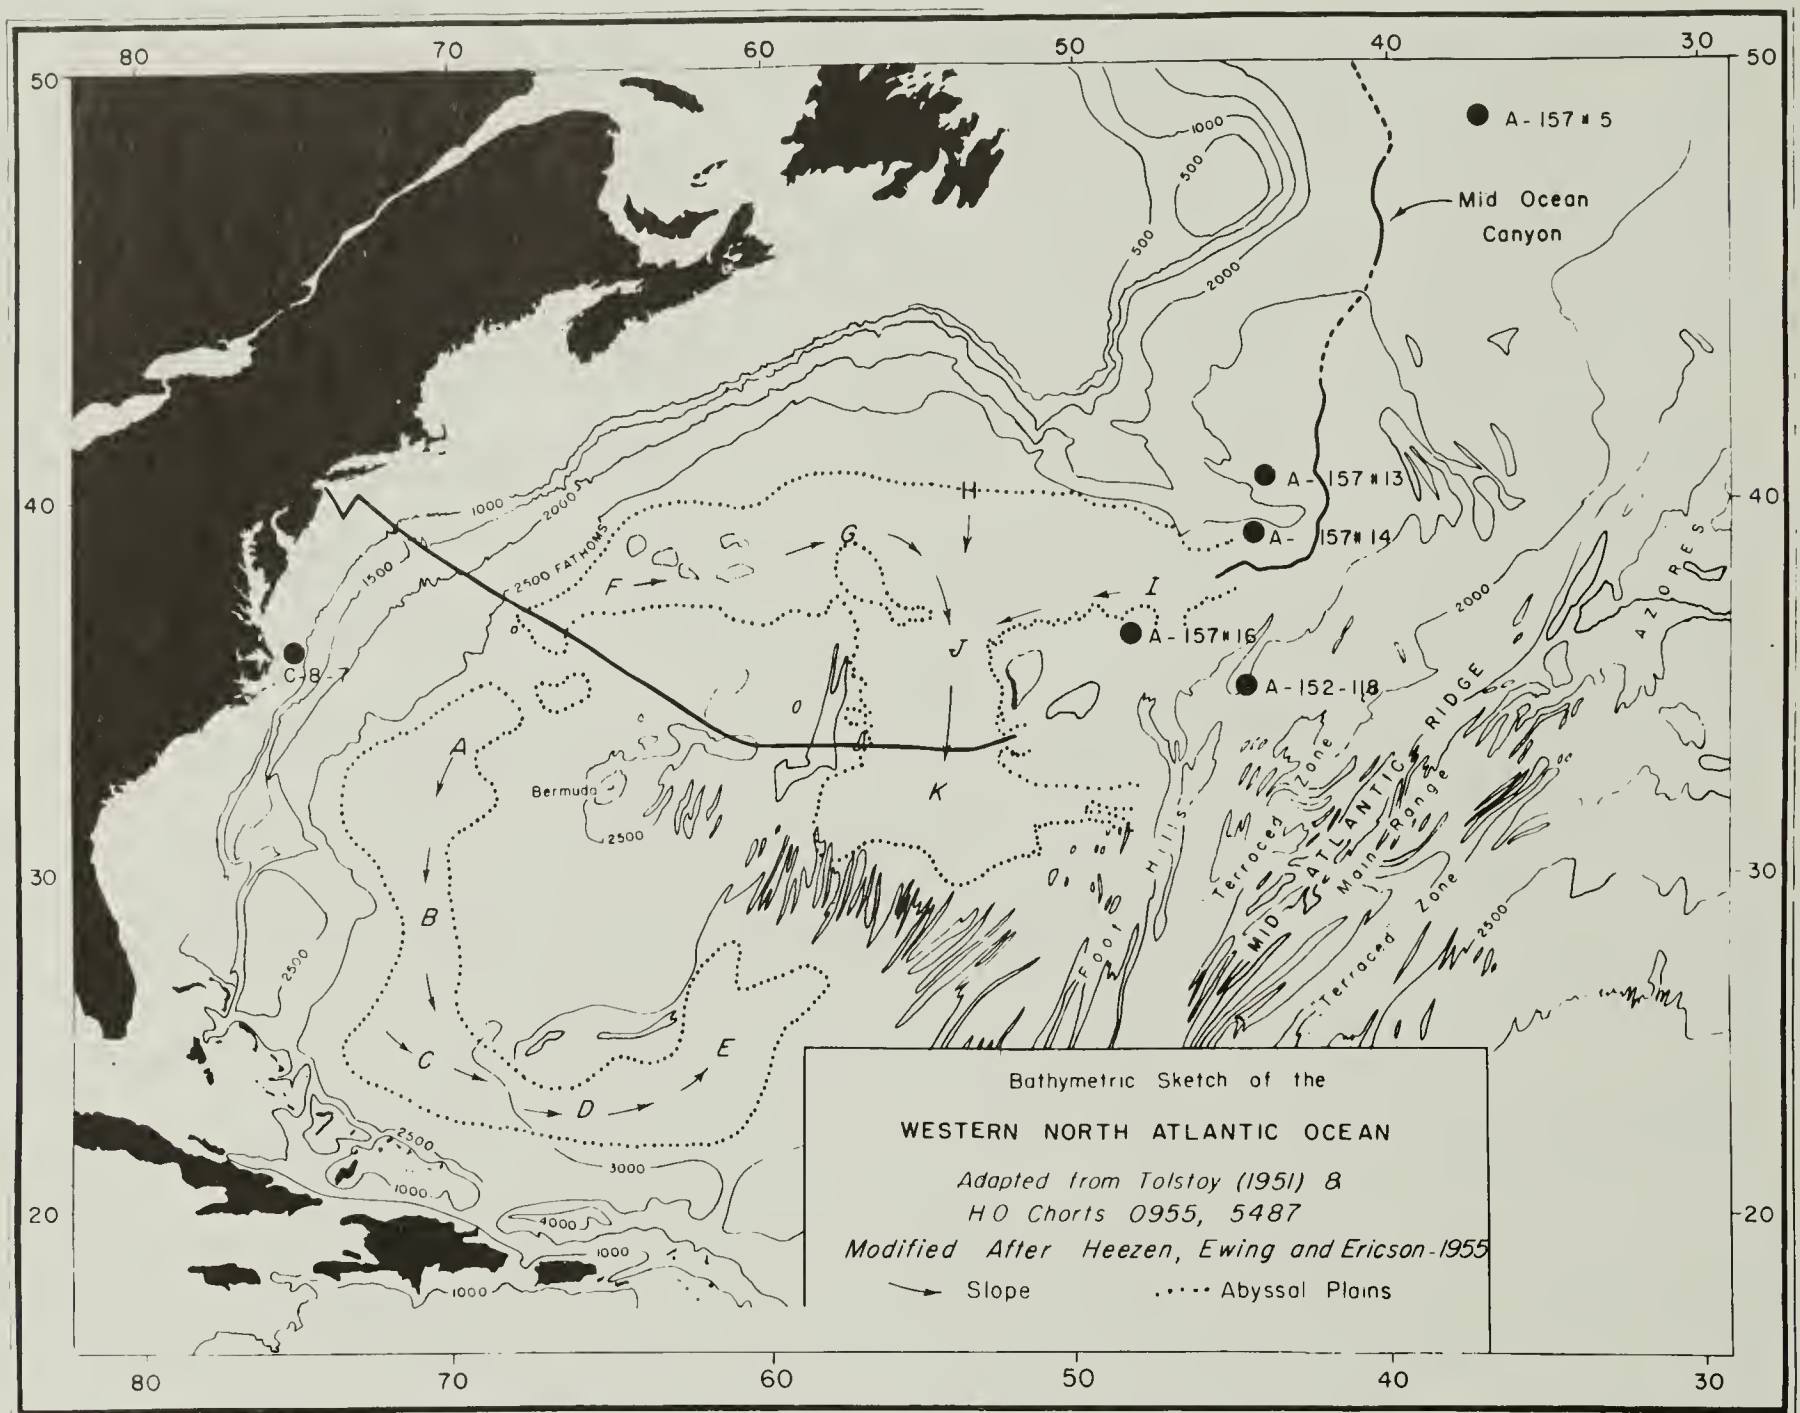 80 70 60 50 40 30
50 50
A-157#5
1000
500
Mid Ocean
Canyon
500
2000
40 40
H
A-157#13
1000
2000
G
A-157#14
1500
2500 FATHOMS
F
I
2000
AZORES
J
A-157#16
C-8-7
A-152-118
A
Bermuda
K
2500
MID ATLANTIC RIDGE
Terraced Zone
Main Range
Foot Hills
30 30
B
2500
Terraced Zone
2500
C
E
D
2500
3000
1000
4000
1000
1000
20 20
Bathymetric Sketch of the
WESTERN NORTH ATLANTIC OCEAN
Adapted from Tolstoy (1951) &
HO Charts 0955, 5487
Modified After Heezen, Ewing and Ericson-1955
Slope Abyssal Plains
80 70 60 50 40 30